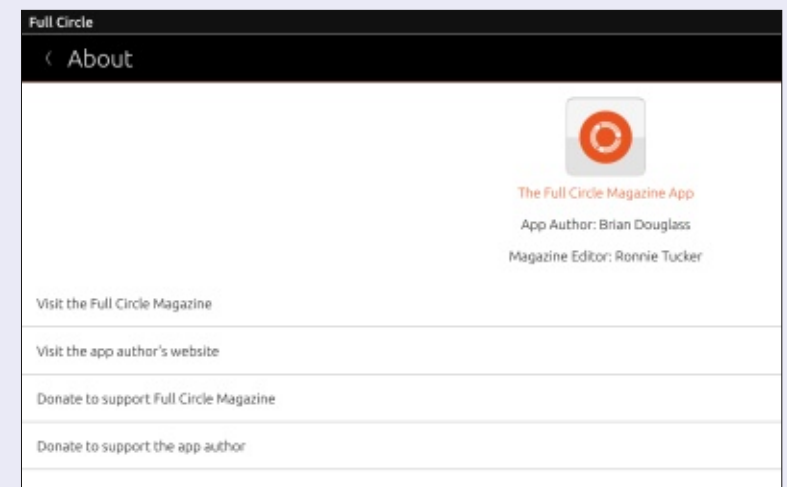 Full Circle
About
The Full Circle Magazine App
App Author: Brian Douglass
Magazine Editor: Ronnie Tucker
Visit the Full Circle Magazine
Visit the app author's website
Donate to support Full Circle Magazine
Donate to support the app author